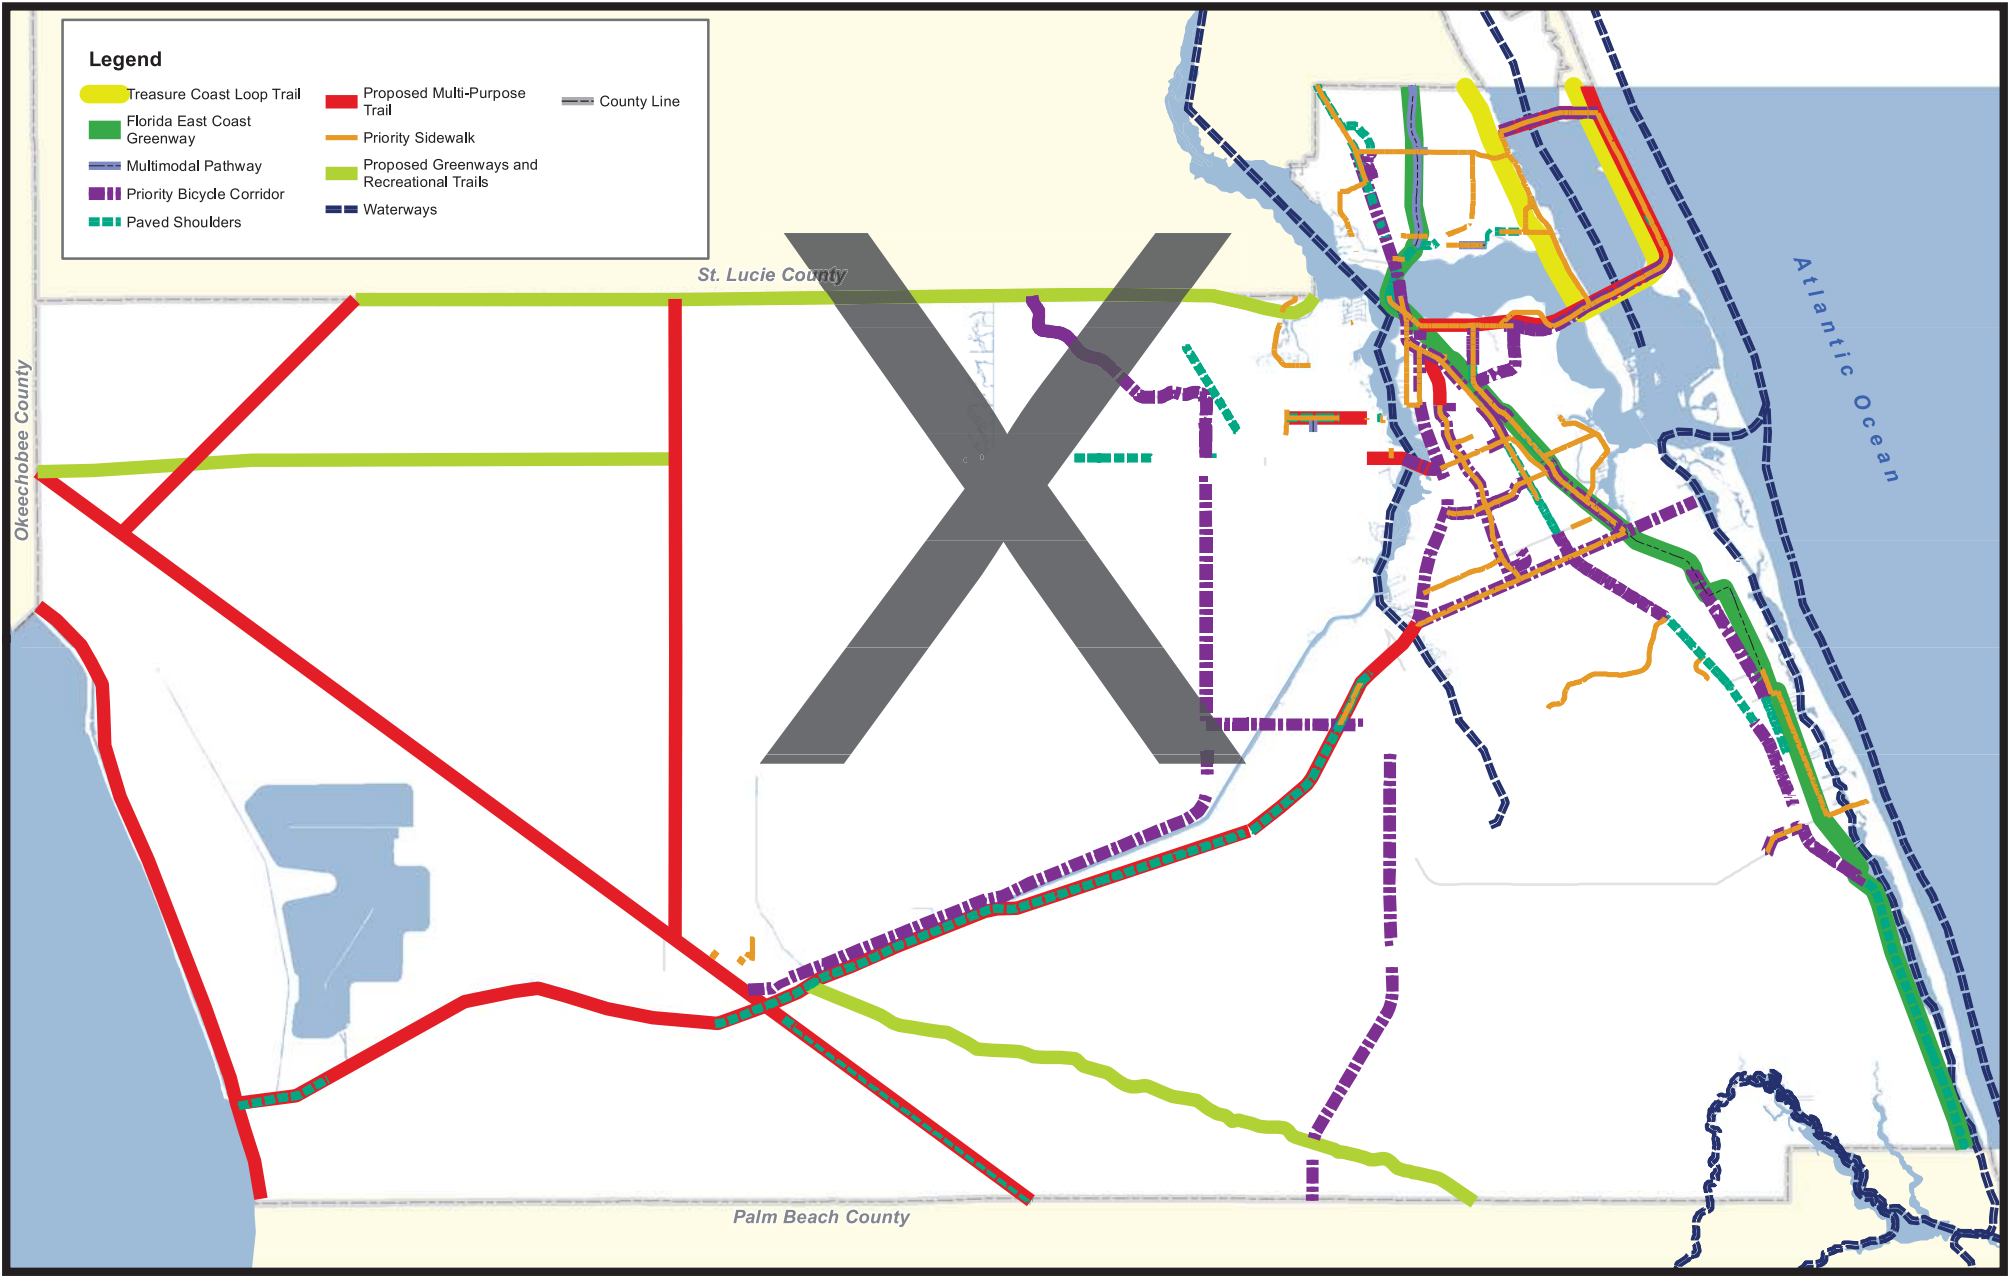 Legend
Treasure Coast Loop Trail
Florida East Coast
Greenway
Multimodal Pathway
Priority Bicycle Corridor
Paved Shoulders
Proposed Multi-Purpose
Trail
Priority Sidewalk
Proposed Greenways and
Recreational Trails
Waterways
County Line
St. Lucie County
Okeechobee County
Atlantic Ocean
X
Palm Beach County